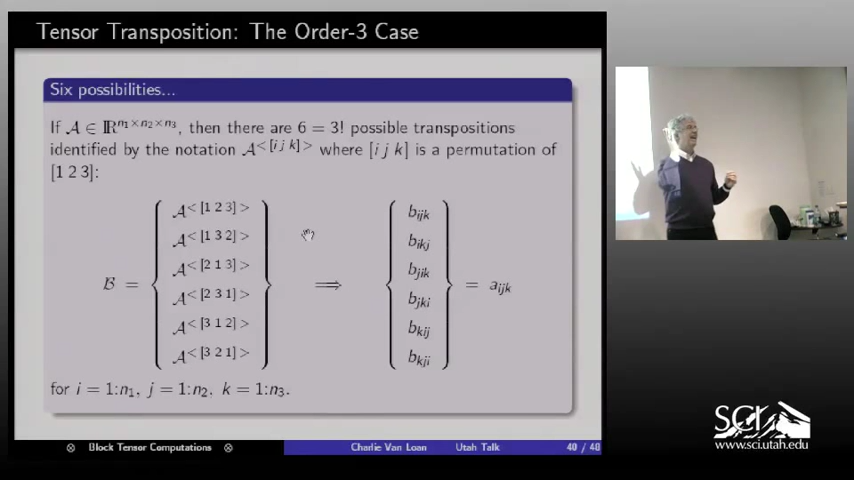 Tensor Transposition: The Order-3 Case
Six possibilities...
If 𝒜 ∈ ℝ^{n₁×n₂×n₃}, then there are 6 = 3! possible transpositions
identified by the notation 𝒜^{<[i j k]>} where [i j k] is a permutation of
[1 2 3]:
𝒜^{<[1 2 3]>} b_{ijk}
𝒜^{<[1 3 2]>} b_{ikj}
𝒜^{<[2 1 3]>} b_{jik}
ℬ = 𝒜^{<[2 3 1]>} ⟹ b_{jki} = a_{ijk}
𝒜^{<[3 1 2]>} b_{kij}
𝒜^{<[3 2 1]>} b_{kji}
for i = 1:n₁, j = 1:n₂, k = 1:n₃.
⊗ Block Tensor Computations ⊗ Charlie Van Loan Utah Talk 40 / 48
SCI
www.sci.utah.edu